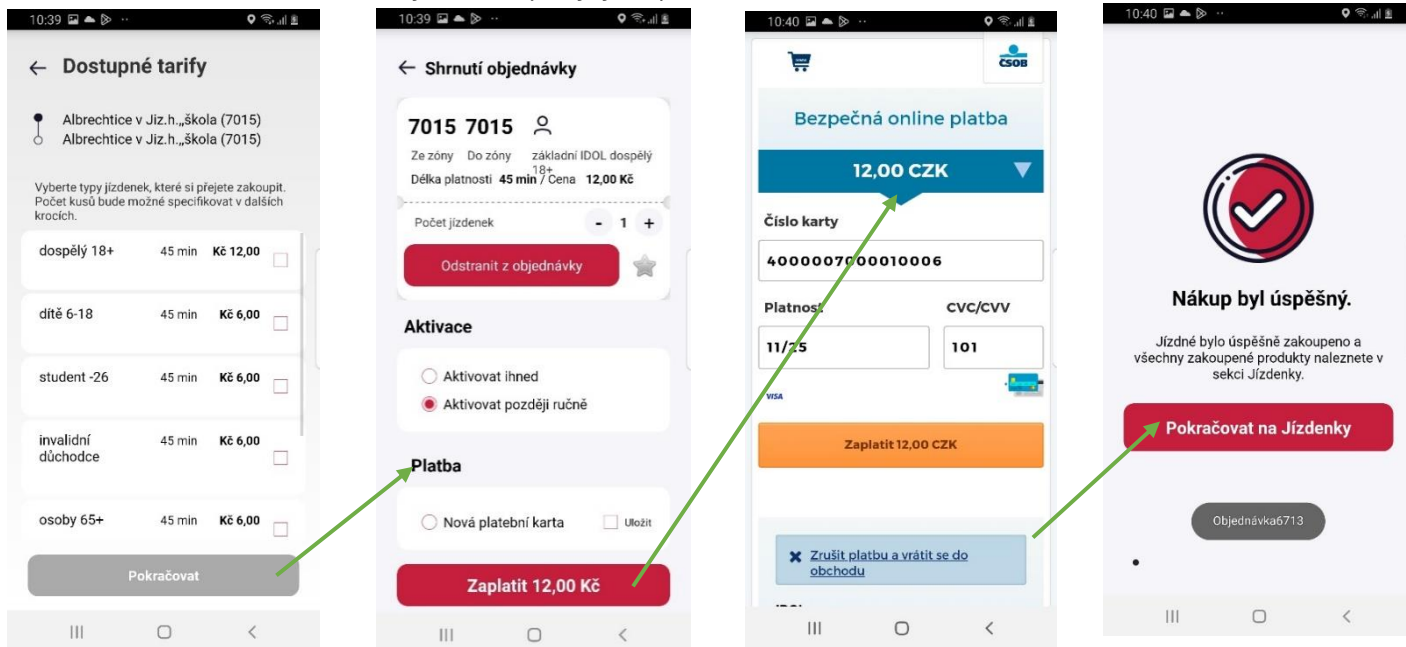 10:39
Dostupné tarify
Albrechtice v Jiz.h.,,škola (7015)
Albrechtice v Jiz.h.,,škola (7015)
Vyberte typy jízdenek, které si přejete zakoupit.
Počet kusů bude možné specifikovat v dalších
krocích.
dospělý 18+ 45 min Kč 12,00
dítě 6-18 45 min Kč 6,00
student -26 45 min Kč 6,00
invalidní 45 min Kč 6,00
důchodce
osoby 65+ 45 min Kč 6,00
Pokračovat
10:39
Shrnutí objednávky
7015 7015
Ze zóny Do zóny základní IDOL dospělý
18+
Délka platnosti 45 min / Cena 12,00 Kč
Počet jízdenek - 1 +
Odstranit z objednávky
Aktivace
Aktivovat ihned
Aktivovat později ručně
Platba
Nová platební karta Uložit
Zaplatit 12,00 Kč
10:40
ČSOB
Bezpečná online platba
12,00 CZK
Číslo karty
4000007000010006
Platnost CVC/CVV
11/25 101
VISA
Zaplatit 12,00 CZK
Zrušit platbu a vrátit se do
obchodu
10:40
Nákup byl úspěšný.
Jízdné bylo úspěšně zakoupeno a
všechny zakoupené produkty naleznete v
sekci Jízdenky.
Pokračovat na Jízdenky
Objednávka6713